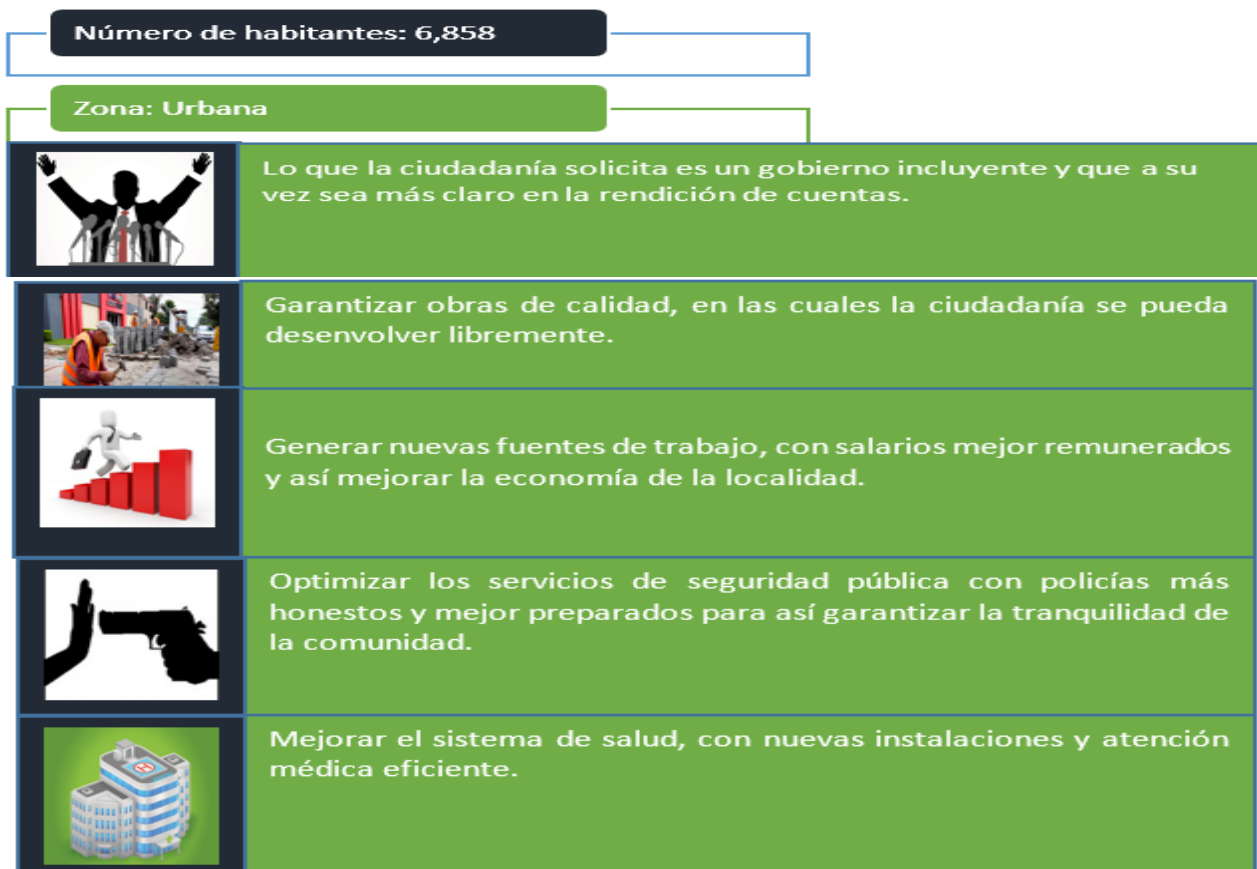 Número de habitantes: 6,858
Zona: Urbana
Lo que la ciudadanía solicita es un gobierno incluyente y que a su
vez sea más claro en la rendición de cuentas.
Garantizar obras de calidad, en las cuales la ciudadanía se pueda
desenvolver libremente.
Generar nuevas fuentes de trabajo, con salarios mejor remunerados
y así mejorar la economía de la localidad.
Optimizar los servicios de seguridad pública con policías más
honestos y mejor preparados para así garantizar la tranquilidad de
la comunidad.
Mejorar el sistema de salud, con nuevas instalaciones y atención
médica eficiente.
H